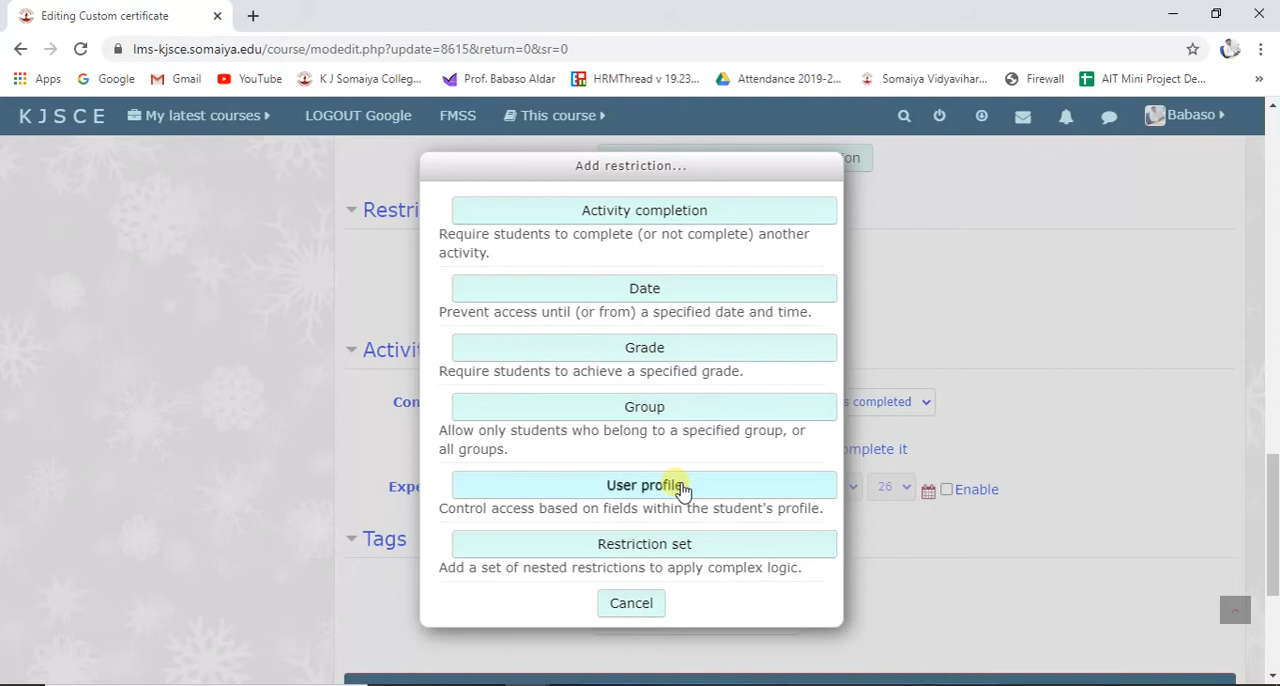 Editing Custom certificate
lms-kjsce.somaiya.edu/course/modedit.php?update=8615&return=0&sr=0
Apps Google Gmail YouTube K J Somaiya Colleg... Prof. Babaso Aldar HRMThread v 19.23... Attendance 2019-2... Somaiya Vidyavihar... Firewall AIT Mini Project De... »
K J S C E My latest courses LOGOUT Google FMSS This course Babaso
Add restriction...
on
Activity completion
Restri
Require students to complete (or not complete) another
activity.
Date
Prevent access until (or from) a specified date and time.
Grade
Activi
Require students to achieve a specified grade.
Con
s completed
Group
Allow only students who belong to a specified group, or
all groups.
omplete it
User profile
Expe
26
Enable
Control access based on fields within the student's profile.
Tags
Restriction set
Add a set of nested restrictions to apply complex logic.
Cancel